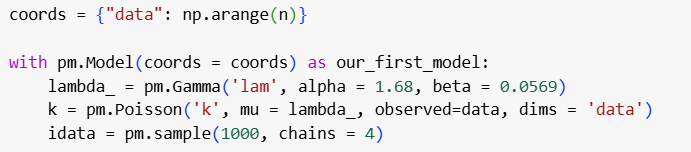 coords = {"data": np.arange(n)}
with pm.Model(coords = coords) as our_first_model:
    lambda_ = pm.Gamma('lam', alpha = 1.68, beta = 0.0569)
    k = pm.Poisson('k', mu = lambda_, observed=data, dims = 'data')
    idata = pm.sample(1000, chains = 4)